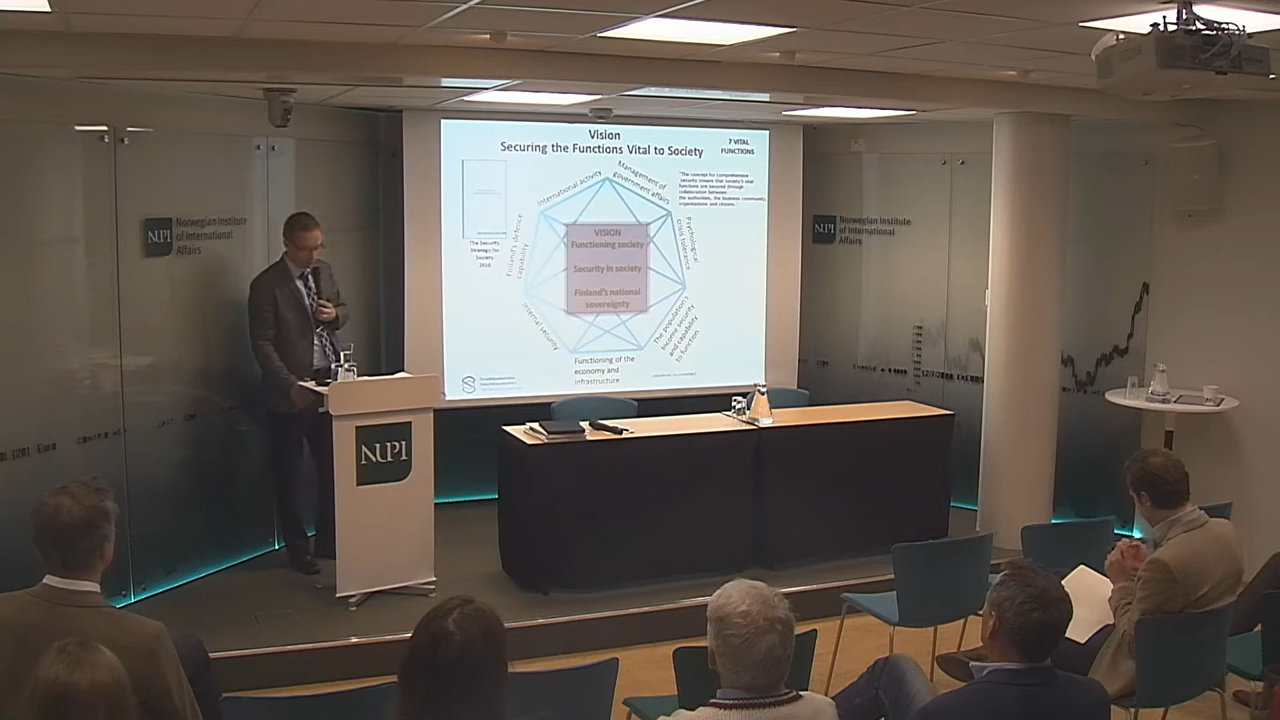 Vision
Securing the Functions Vital to Society
7 VITAL
FUNCTIONS
"The concept for comprehensive
security means that society's vital
functions are secured through
collaboration between
the authorities, the business community,
organisations and citizens.
The Security
Strategy for
Society
International activity
Management of
government affairs
Psychological
crisis tolerance
The population's
income security
and capability
to function
Functioning of the
economy and
infrastructure
Internal security
Finland's defence
capability
VISION
Functioning society
Security in society
Finland's national
sovereignty
NUPI
Norwegian Institute
of International
Affairs
NUPI
Norwegian Institute
of International
Affairs
NUPI
[20] Euro